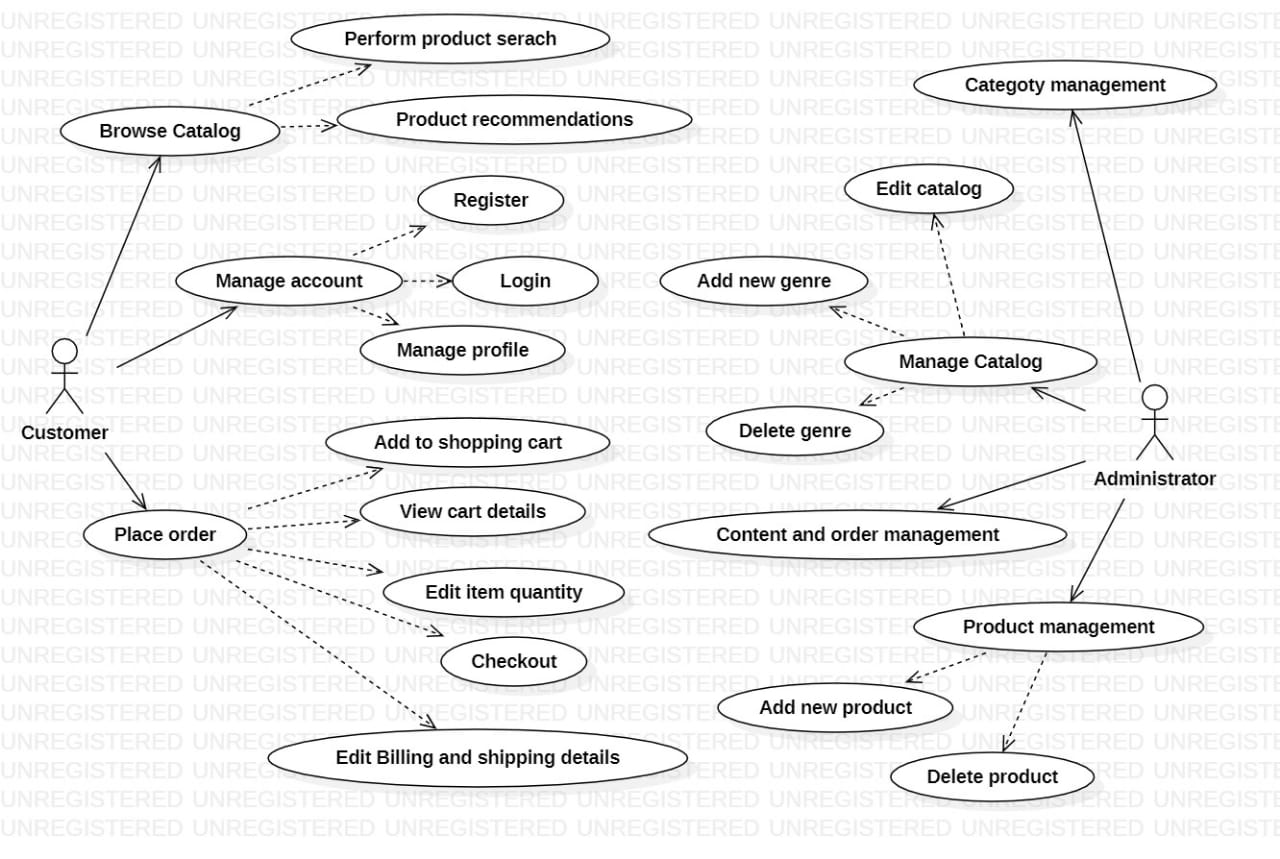 Perform product serach
Categoty management
Product recommendations
Browse Catalog
Edit catalog
Register
Manage account
Login
Add new genre
Manage profile
Manage Catalog
Customer
Add to shopping cart
Delete genre
Administrator
View cart details
Place order
Content and order management
Edit item quantity
Product management
Checkout
Add new product
Edit Billing and shipping details
Delete product
UNREGISTERED